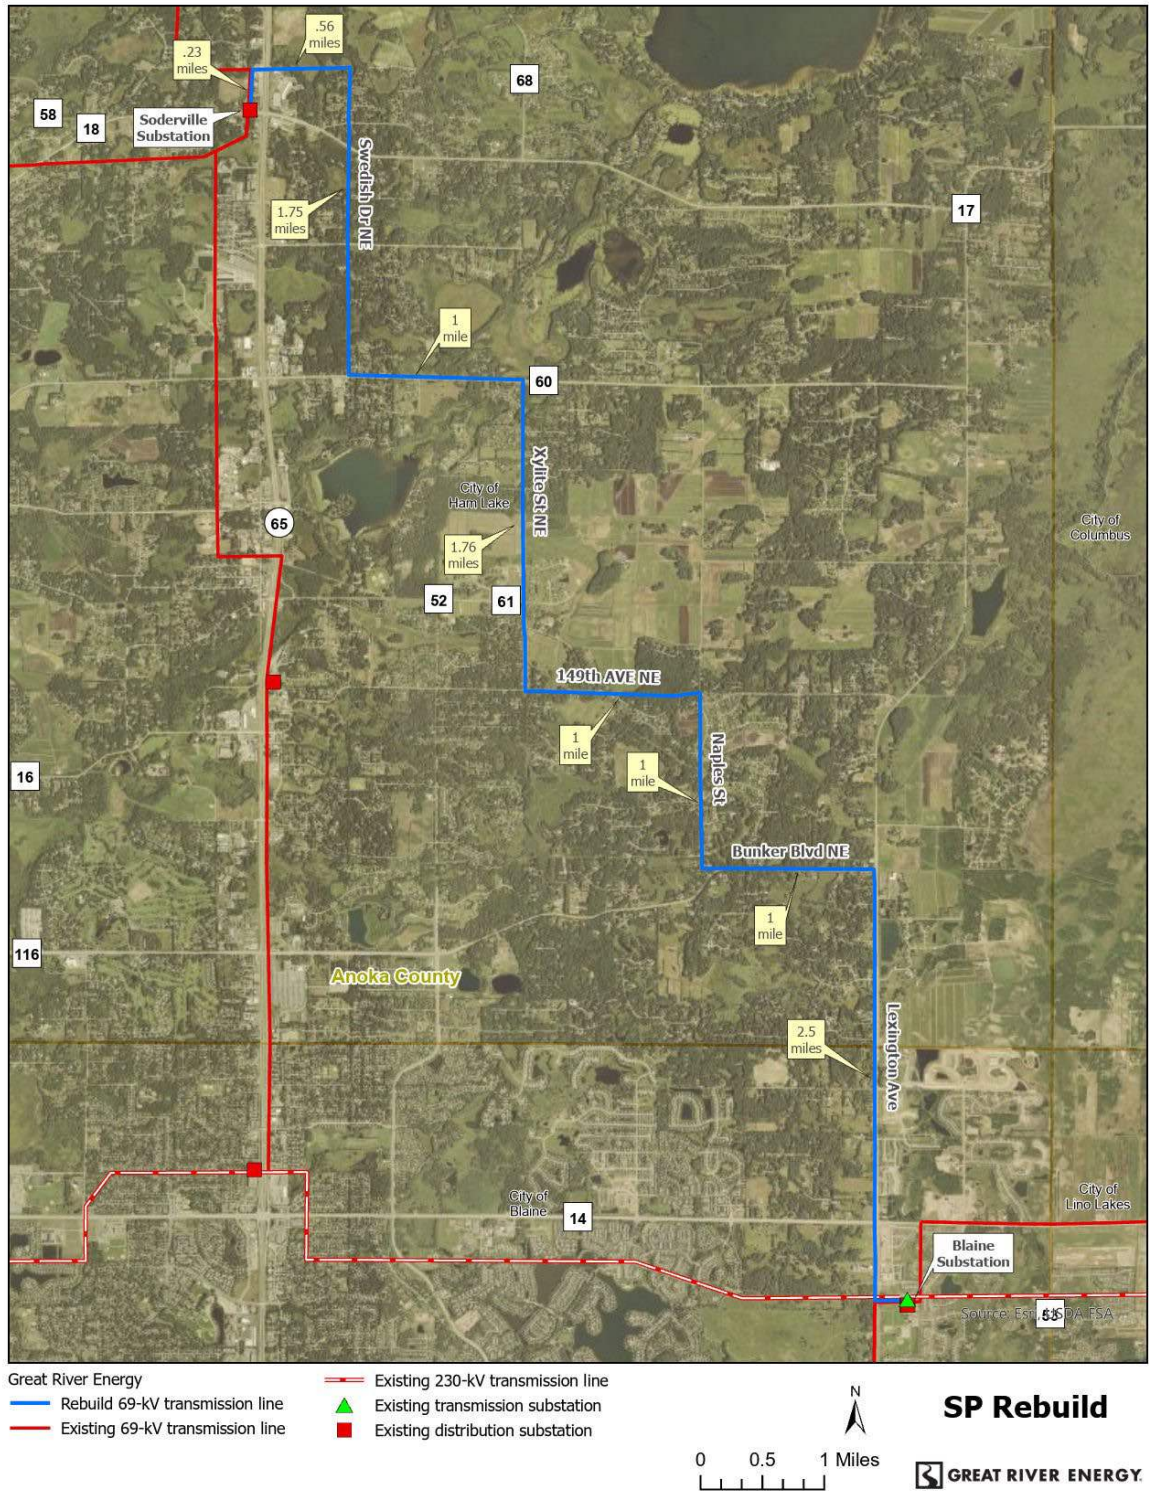 .56
miles
.23
miles
68
58
18
Soderville
Substation
Swedish Dr NE
17
1.75
miles
1
mile
60
Xylite St NE
City of
Ham Lake
65
City of
Columbus
1.76
miles
52
61
149th AVE NE
1
mile
Naples St
1
mile
16
Bunker Blvd NE
1
mile
116
Anoka County
2.5
miles
Lexington Ave
City of
Blaine
14
City of
Lino Lakes
Blaine
Substation
Source: Esri, USDA FSA
53
Great River Energy
Rebuild 69-kV transmission line
Existing 69-kV transmission line
Existing 230-kV transmission line
Existing transmission substation
Existing distribution substation
N
0 0.5 1 Miles
SP Rebuild
GREAT RIVER ENERGY.